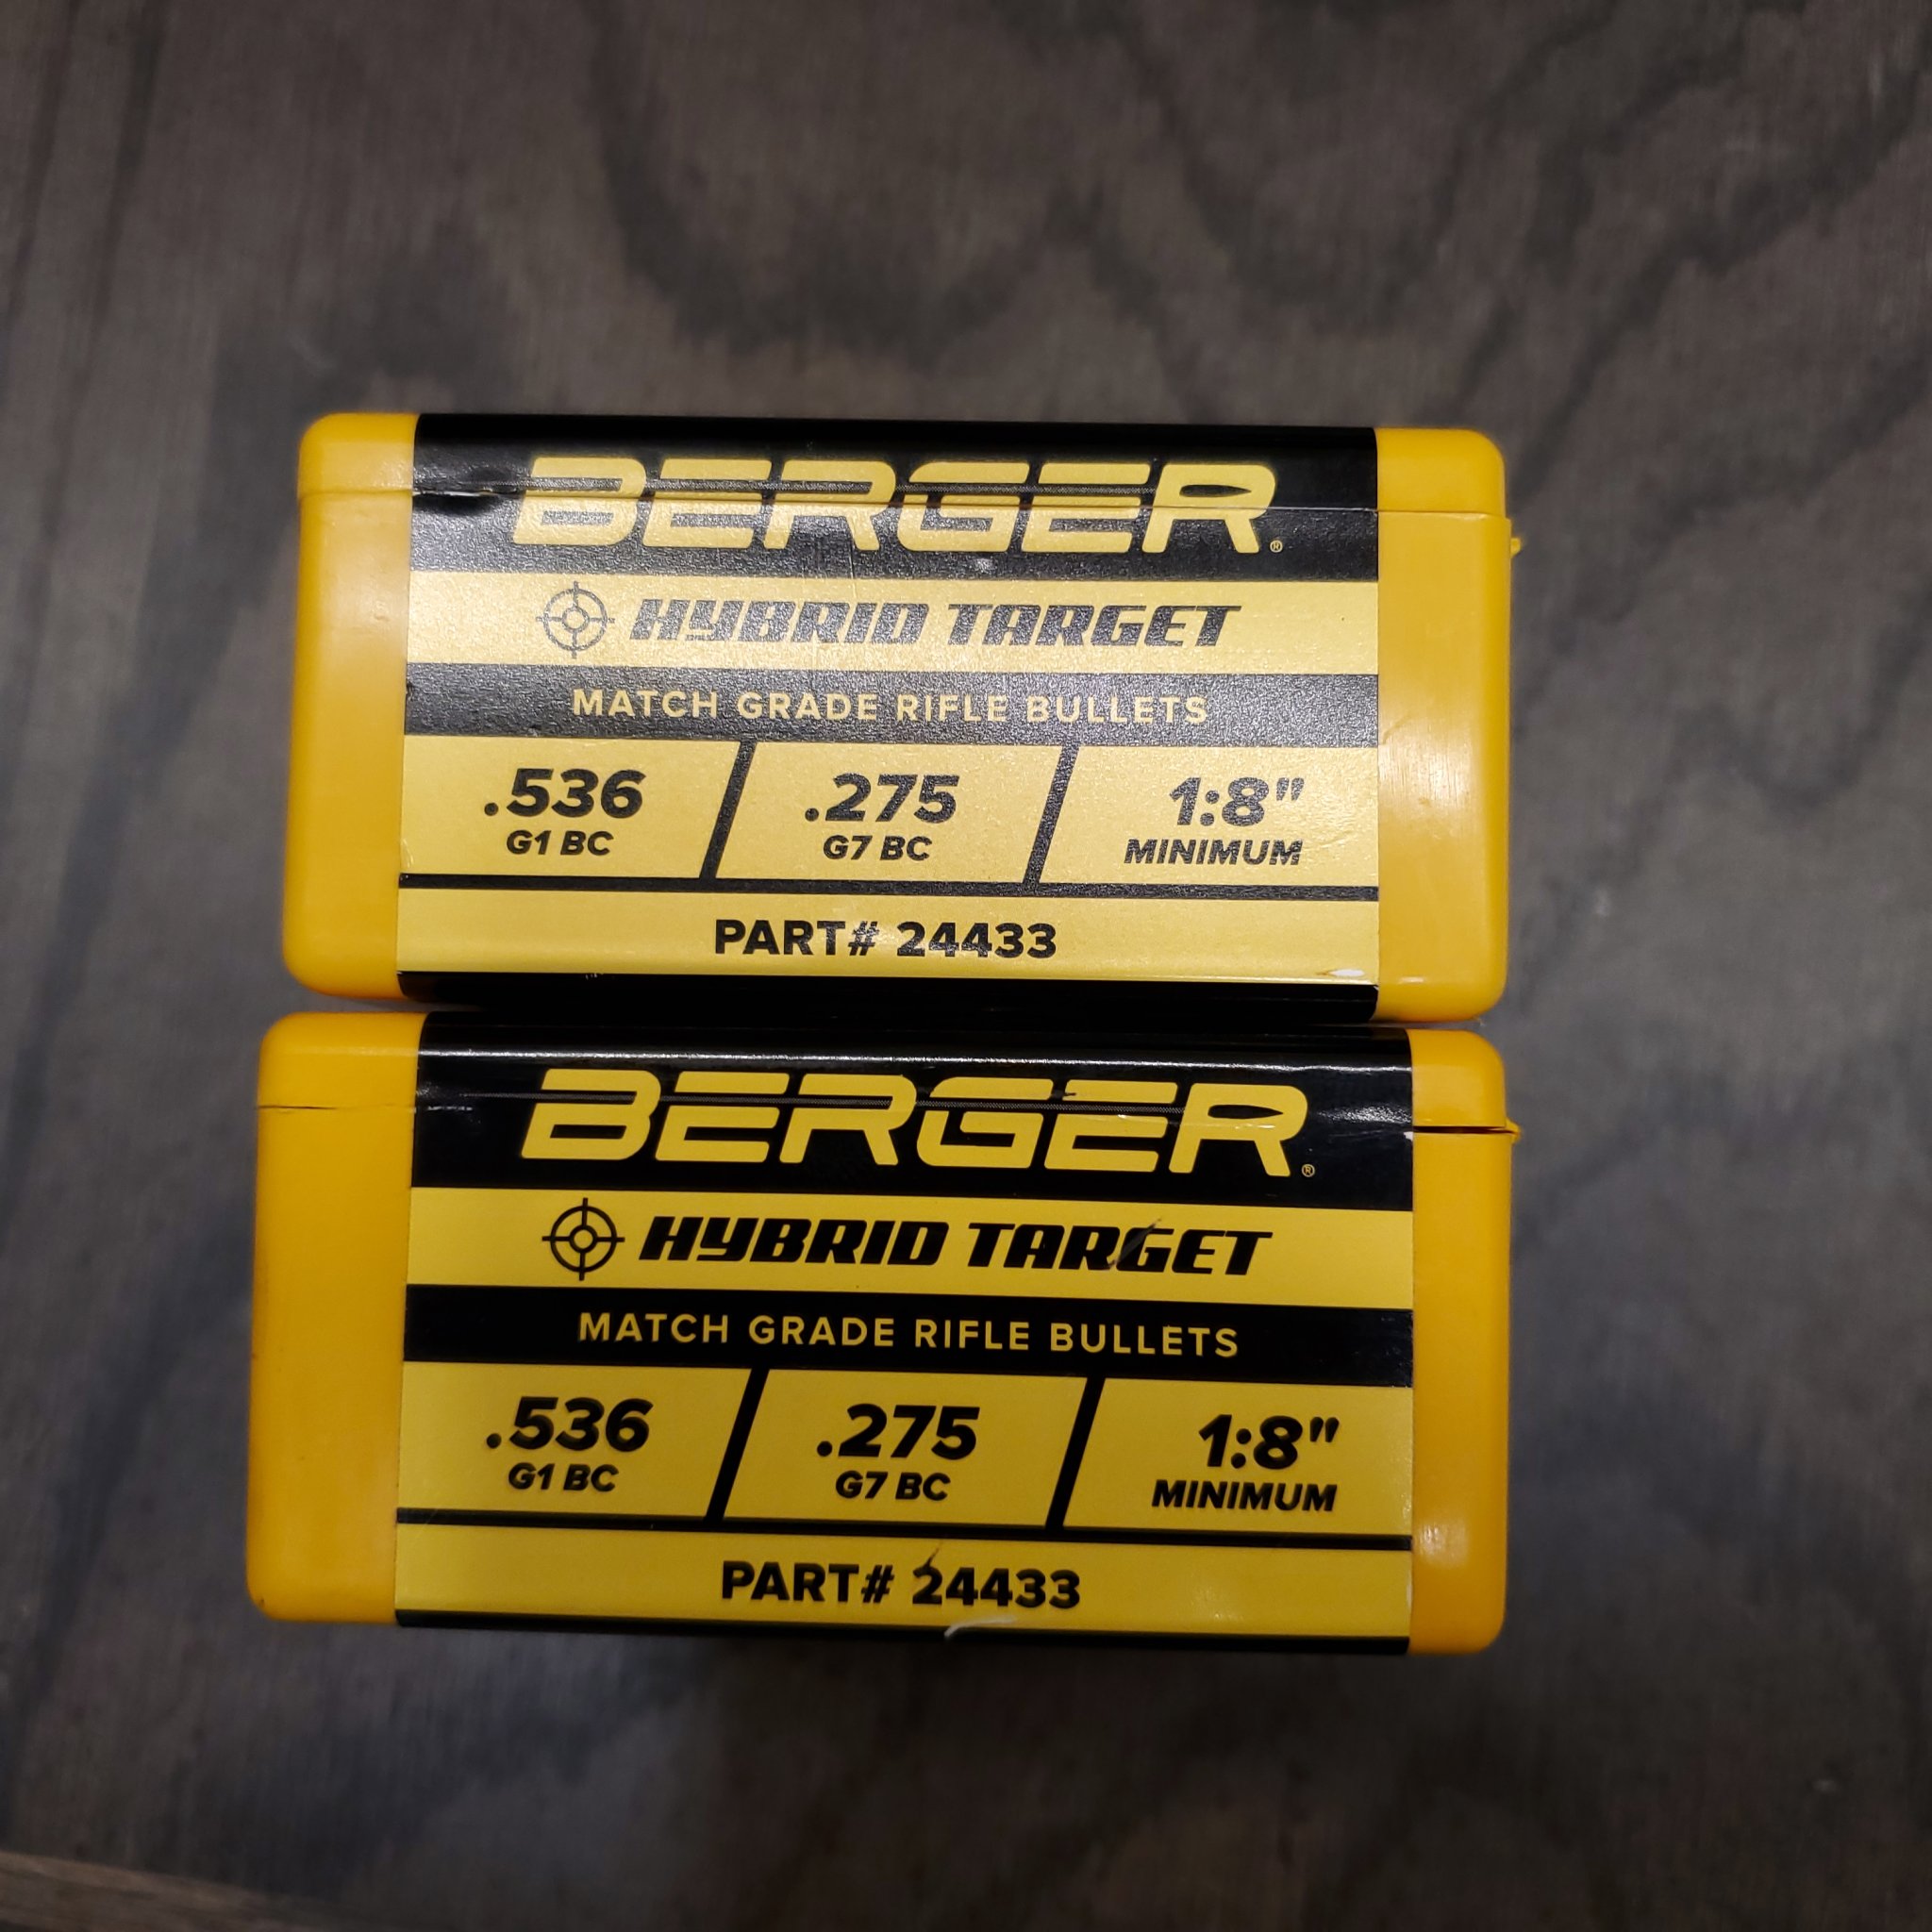 BERGER®
HYBRID TARGET
MATCH GRADE RIFLE BULLETS
.536 .275 1:8"
G1 BC G7 BC MINIMUM
PART# 24433
BERGER®
HYBRID TARGET
MATCH GRADE RIFLE BULLETS
.536 .275 1:8"
G1 BC G7 BC MINIMUM
PART# 24433